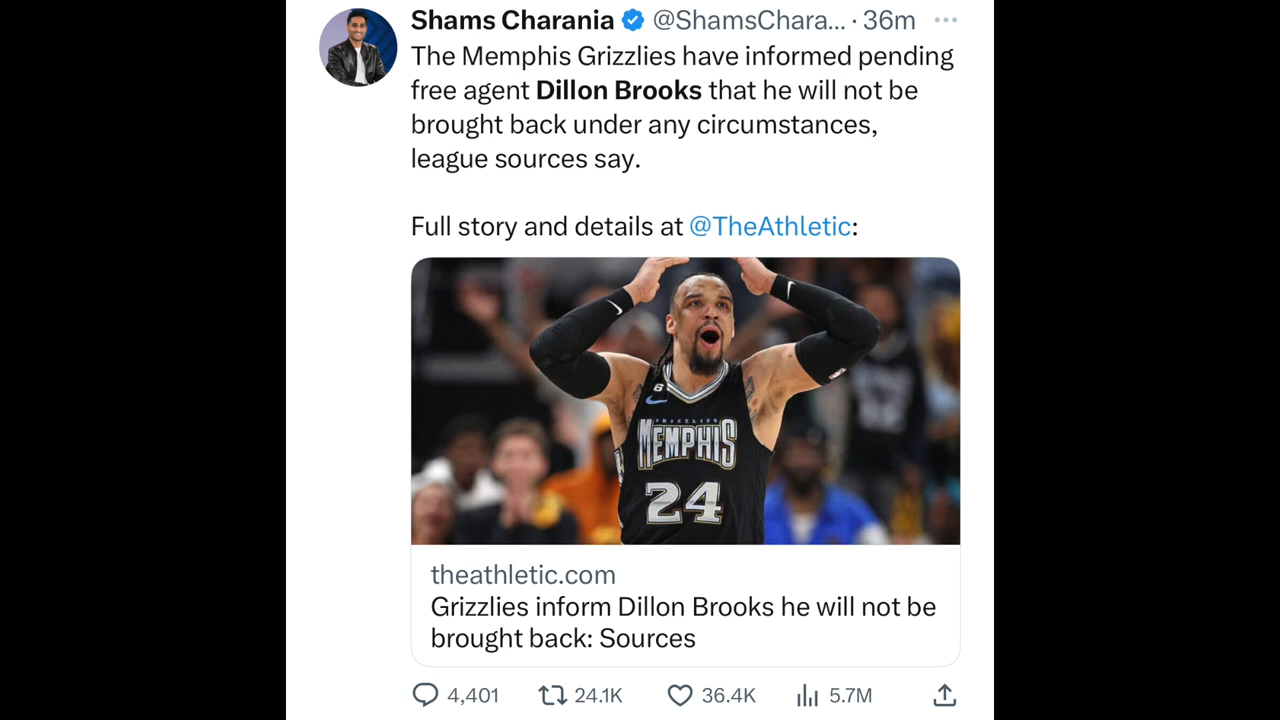 Shams Charania @ShamsChara... · 36m ···
The Memphis Grizzlies have informed pending
free agent Dillon Brooks that he will not be
brought back under any circumstances,
league sources say.
Full story and details at @TheAthletic:
6
GRIZZLIES
MEMPHIS
24
theathletic.com
Grizzlies inform Dillon Brooks he will not be
brought back: Sources
4,401 24.1K 36.4K 5.7M